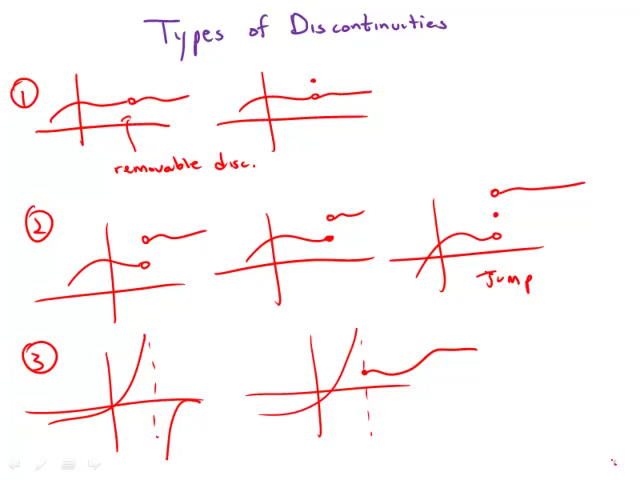 Types of Discontinuities
1
removable disc.
2
Jump
3